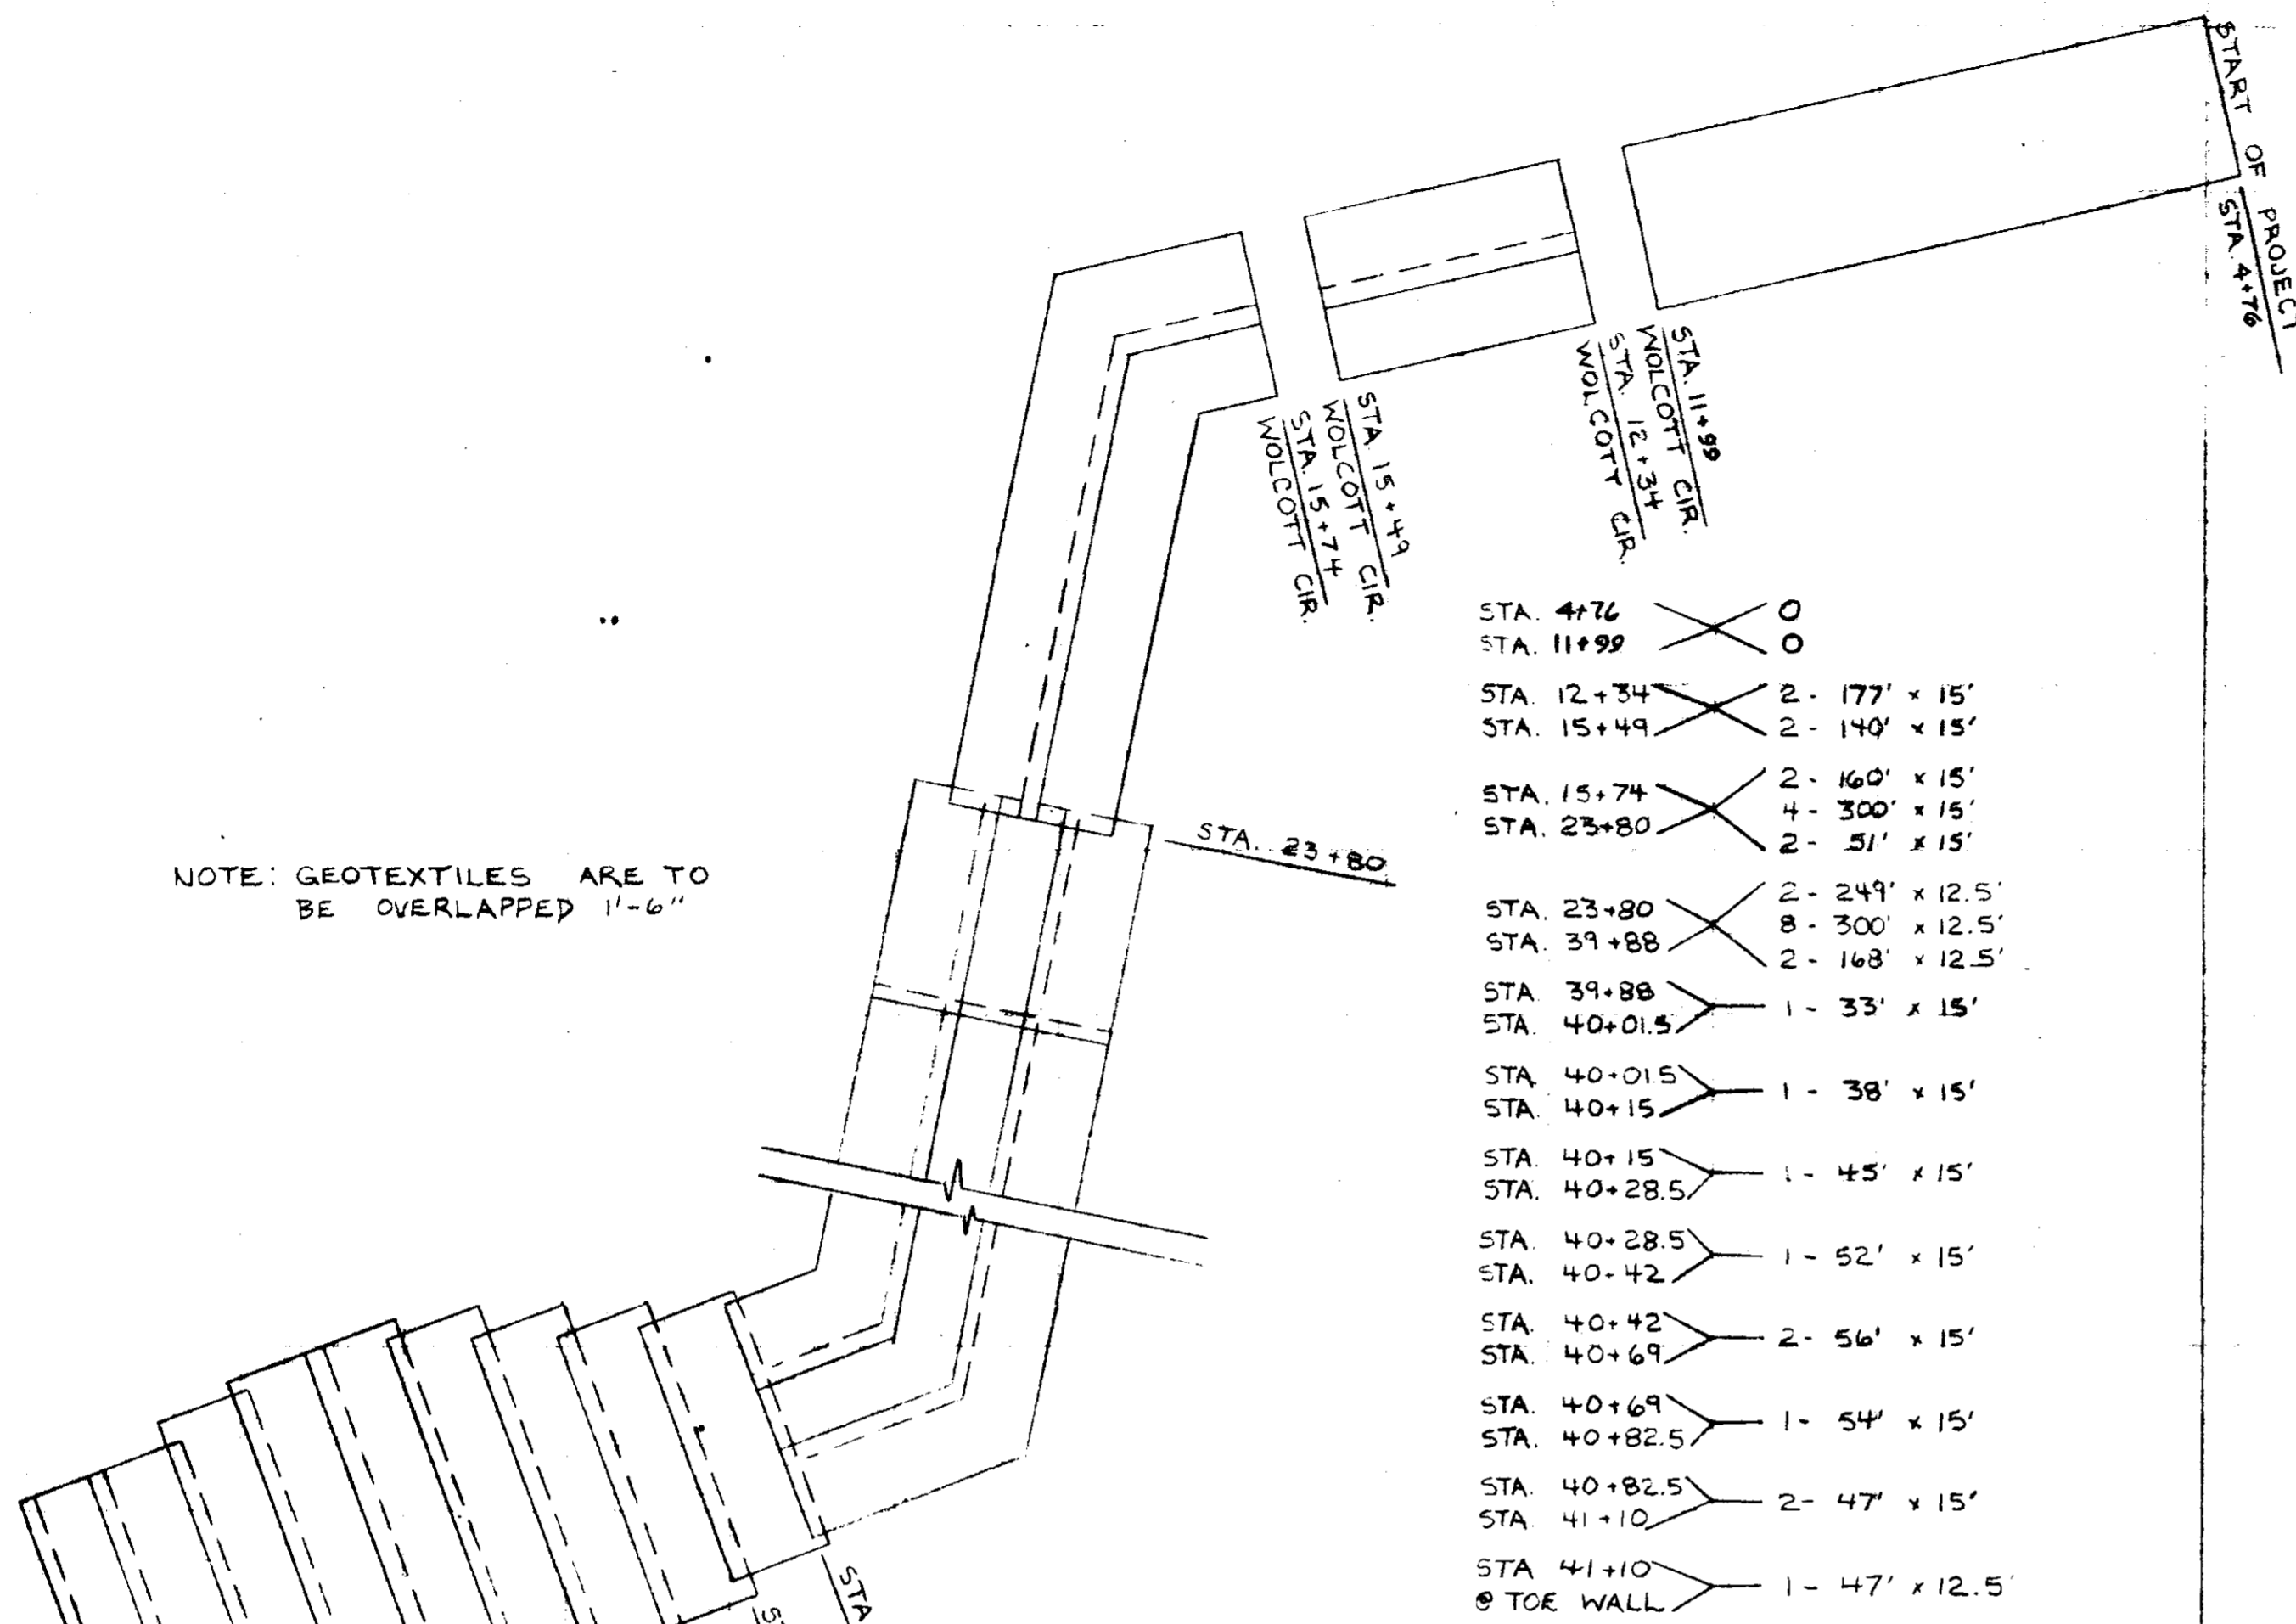 START OF PROJECT
STA. 4+76
STA. 11+99
WOLCOTT CIR.
STA. 12+34
WOLCOTT CIR.
STA 15+49
WOLCOTT CIR.
STA. 15+74
WOLCOTT CIR.
STA. 23+80
NOTE: GEOTEXTILES ARE TO
BE OVERLAPPED 1'-6"
STA. 4+76 0
STA. 11+99 0
STA. 12+34 2- 177' x 15'
STA. 15+49 2- 140' x 15'
2- 160' x 15'
STA. 15+74
4- 300' x 15'
STA. 23+80
2- 51' x 15'
2- 249' x 12.5'
STA. 23+80
8- 300' x 12.5'
STA. 39+88
2- 168' x 12.5'
STA. 39+88
1- 33' x 15'
STA. 40+01.5
STA. 40+01.5
1- 38' x 15'
STA. 40+15
STA. 40+15
1- 45' x 15'
STA. 40+28.5
STA. 40+28.5
1- 52' x 15'
STA. 40+42
STA. 40+42
2- 56' x 15'
STA. 40+69
STA. 40+69
1- 54' x 15'
STA. 40+82.5
STA. 40+82.5
2- 47' x 15'
STA 41+10
STA 41+10
1- 47' x 12.5'
@ TOE WALL
STA